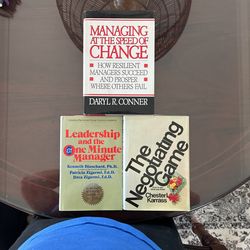 MANAGING
AT THE SPEED OF
CHANGE
HOW RESILIENT
MANAGERS SUCCEED
AND PROSPER
WHERE OTHERS FAIL
DARYL R. CONNER
Leadership
and the
One Minute
Manager
Kenneth Blanchard, Ph.D.
Patricia Zigarmi, Ed.D.
Drea Zigarmi, Ed.D.
The
Negotiating
Game
Chester L.
Karrass